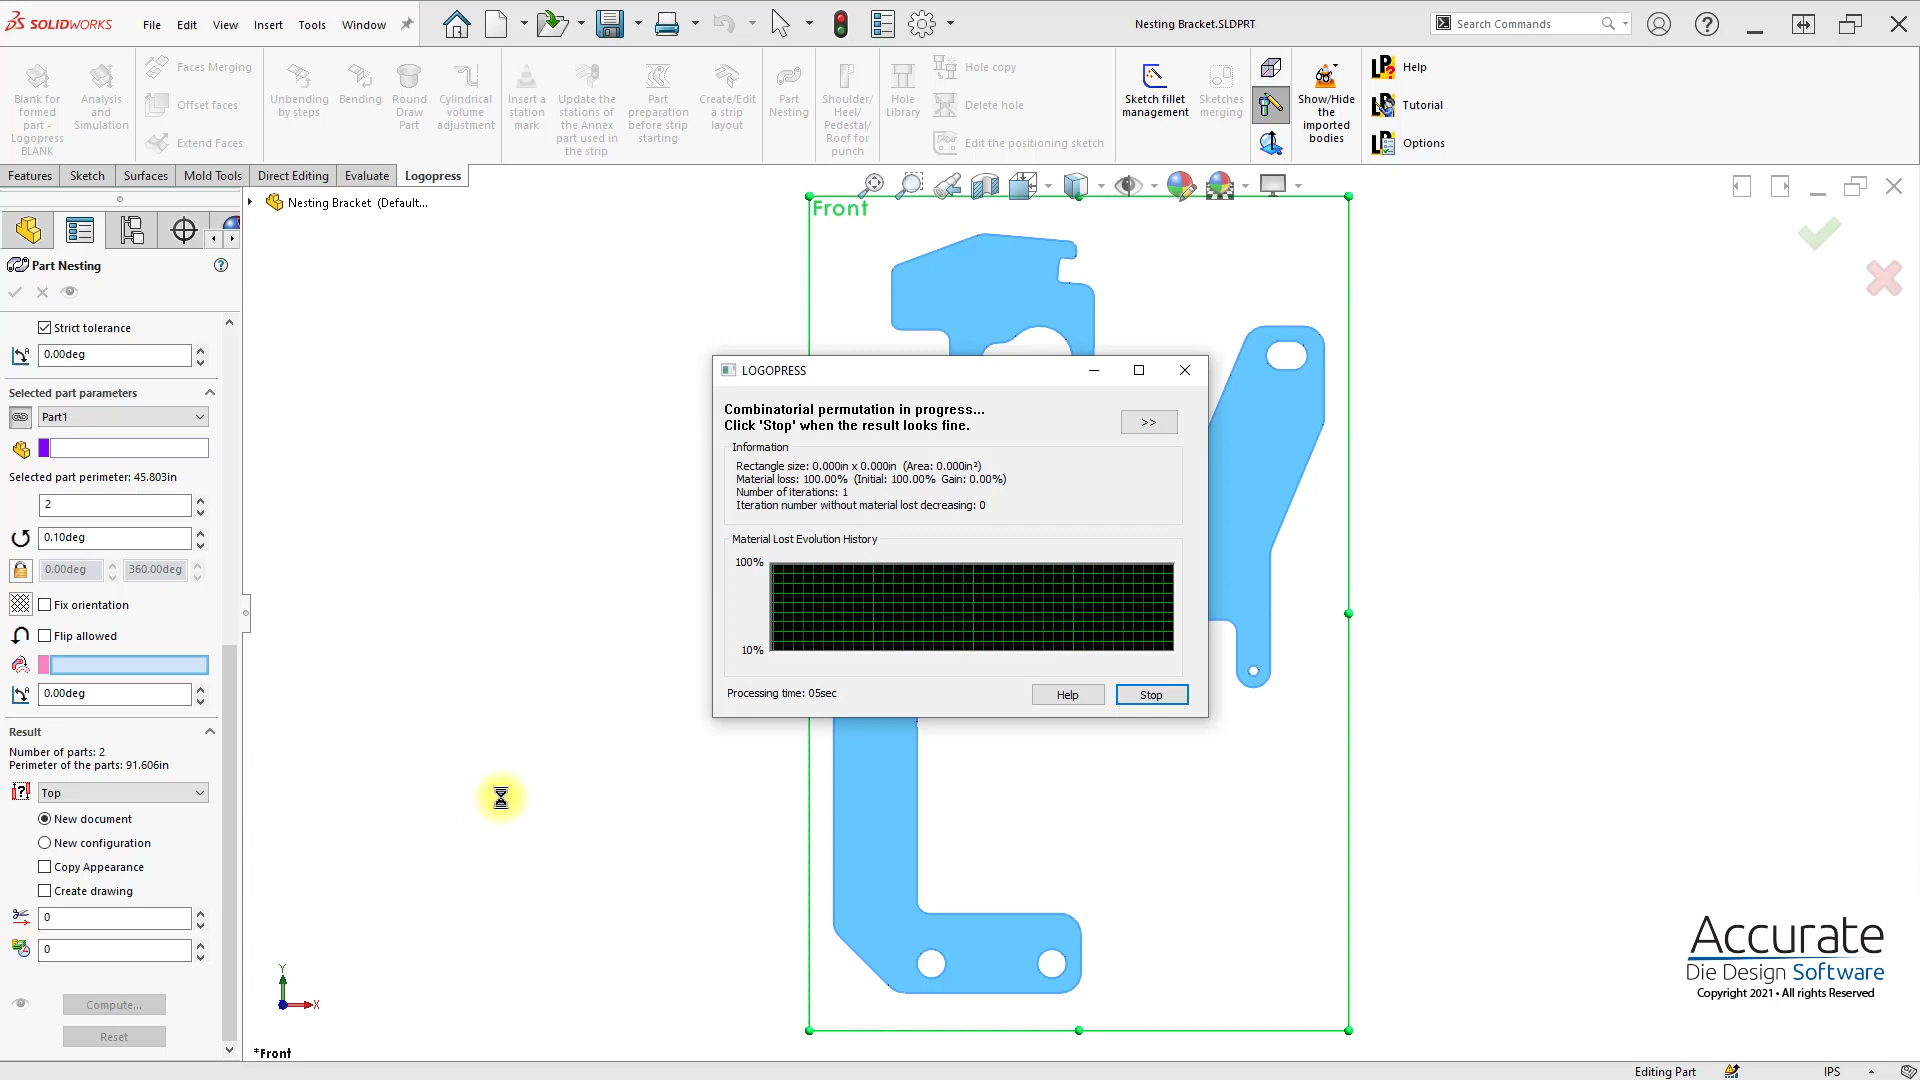 SOLIDWORKS
File
Edit
View
Insert
Tools
Window
Nesting Bracket.SLDPRT
Search Commands
Blank for
formed
part -
Logopress
BLANK
Analysis
and
Simulation
Faces Merging
Offset faces
Extend Faces
Unbending
by steps
Bending
Round
Draw
Part
Cylindrical
volume
adjustment
Insert a
station
mark
Update the
stations of
the Annex
part used in
the strip
Part
preparation
before strip
starting
Create/Edit
a strip
layout
Part
Nesting
Shoulder/
Heel/
Pedestal/
Roof for
punch
Hole
Library
Hole copy
Delete hole
Edit the positioning sketch
Sketch fillet
management
Sketches
merging
Show/Hide
the
imported
bodies
Help
Tutorial
Options
Features
Sketch
Surfaces
Mold Tools
Direct Editing
Evaluate
Logopress
Nesting Bracket (Default...
Front
Part Nesting
Strict tolerance
0.00deg
Selected part parameters
Part1
Selected part perimeter: 45.803in
2
0.10deg
0.00deg
360.00deg
Fix orientation
Flip allowed
0.00deg
Result
Number of parts: 2
Perimeter of the parts: 91.606in
Top
New document
New configuration
Copy Appearance
Create drawing
0
0
Compute...
Reset
LOGOPRESS
Combinatorial permutation in progress...
Click 'Stop' when the result looks fine.
>>
Information
Rectangle size: 0.000in x 0.000in (Area: 0.000in²)
Material loss: 100.00% (Initial: 100.00% Gain: 0.00%)
Number of iterations: 1
Iteration number without material lost decreasing: 0
Material Lost Evolution History
100%
10%
Processing time: 05sec
Help
Stop
Y
X
*Front
Accurate
Die Design Software
Copyright 2021 • All rights Reserved
Editing Part
IPS